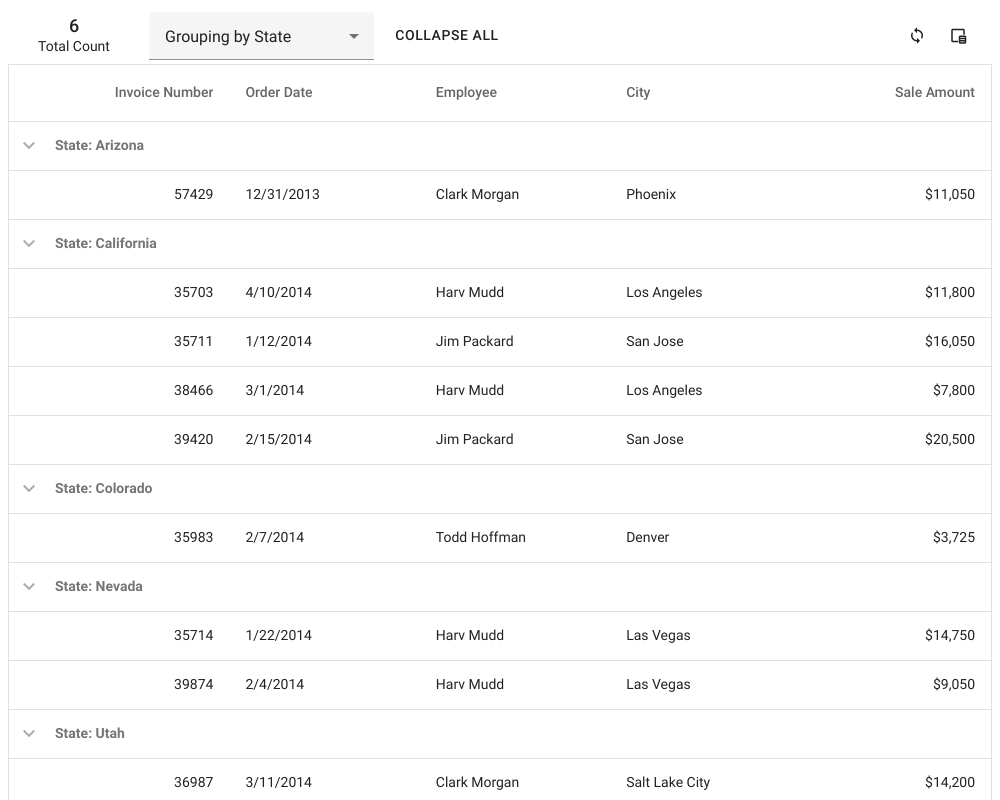 6
Total Count
Grouping by State
COLLAPSE ALL
Invoice Number Order Date Employee City Sale Amount
State: Arizona
57429 12/31/2013 Clark Morgan Phoenix $11,050
State: California
35703 4/10/2014 Harv Mudd Los Angeles $11,800
35711 1/12/2014 Jim Packard San Jose $16,050
38466 3/1/2014 Harv Mudd Los Angeles $7,800
39420 2/15/2014 Jim Packard San Jose $20,500
State: Colorado
35983 2/7/2014 Todd Hoffman Denver $3,725
State: Nevada
35714 1/22/2014 Harv Mudd Las Vegas $14,750
39874 2/4/2014 Harv Mudd Las Vegas $9,050
State: Utah
36987 3/11/2014 Clark Morgan Salt Lake City $14,200